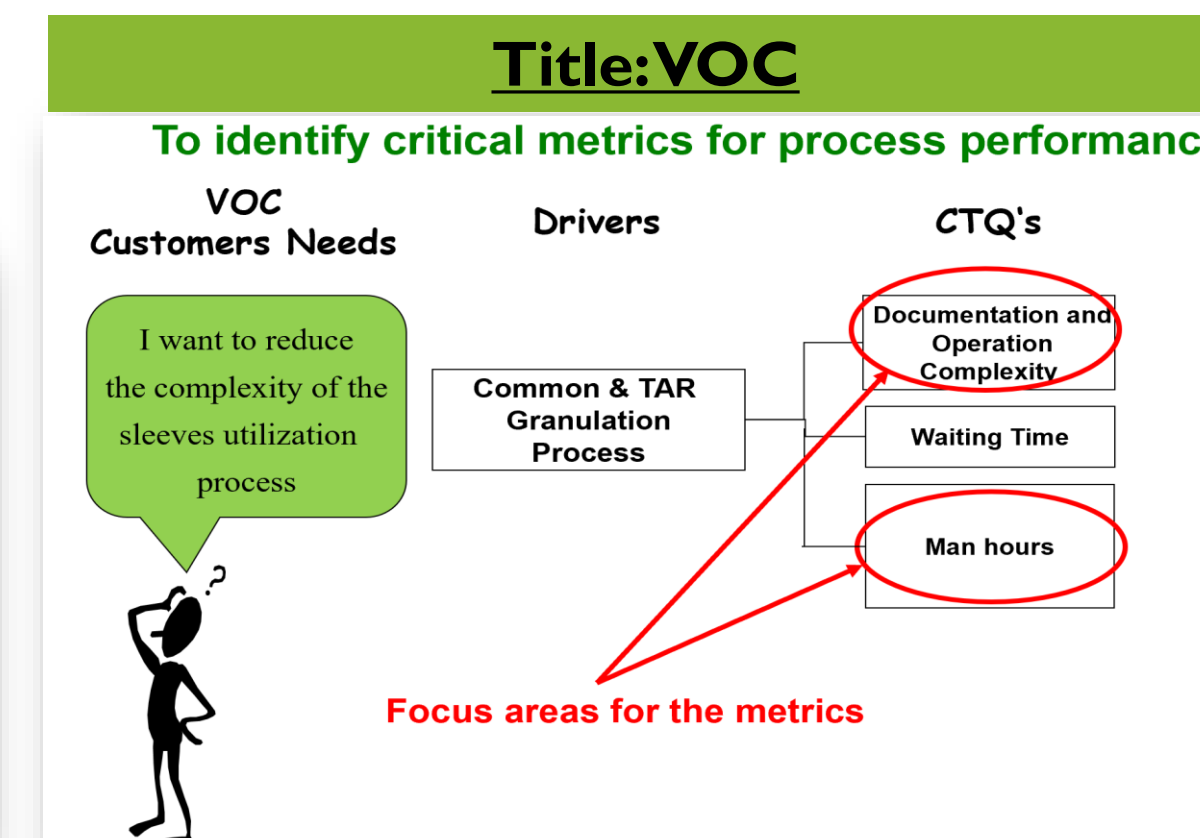 Title: VOC
To identify critical metrics for process performanc
VOC
Customers Needs
Drivers
CTQ's
I want to reduce
the complexity of the
sleeves utilization
process
Common & TAR
Granulation
Process
Documentation and
Operation
Complexity
Waiting Time
Man hours
?
Focus areas for the metrics